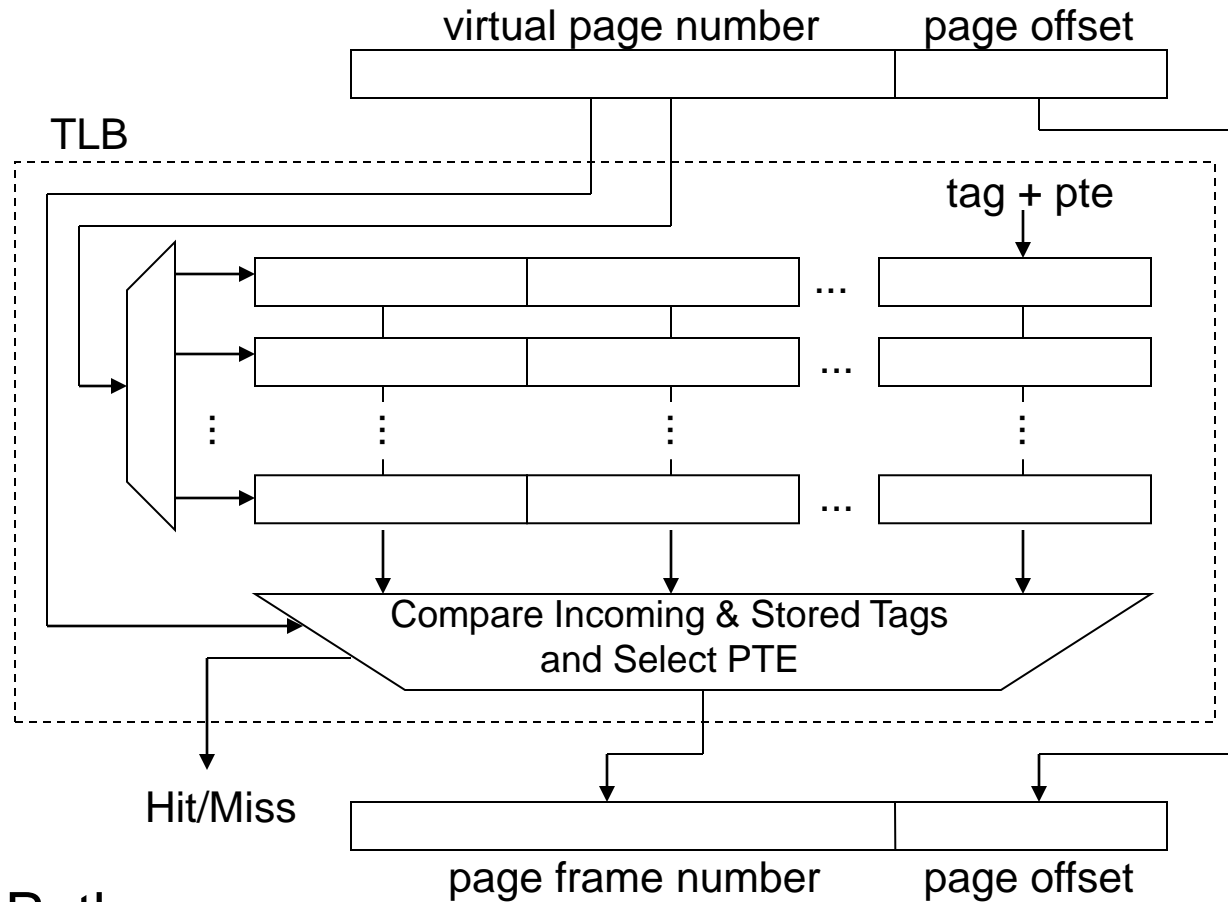 virtual page number page offset
TLB
tag + pte
...
...
...
Compare Incoming & Stored Tags
and Select PTE
Hit/Miss
page frame number page offset